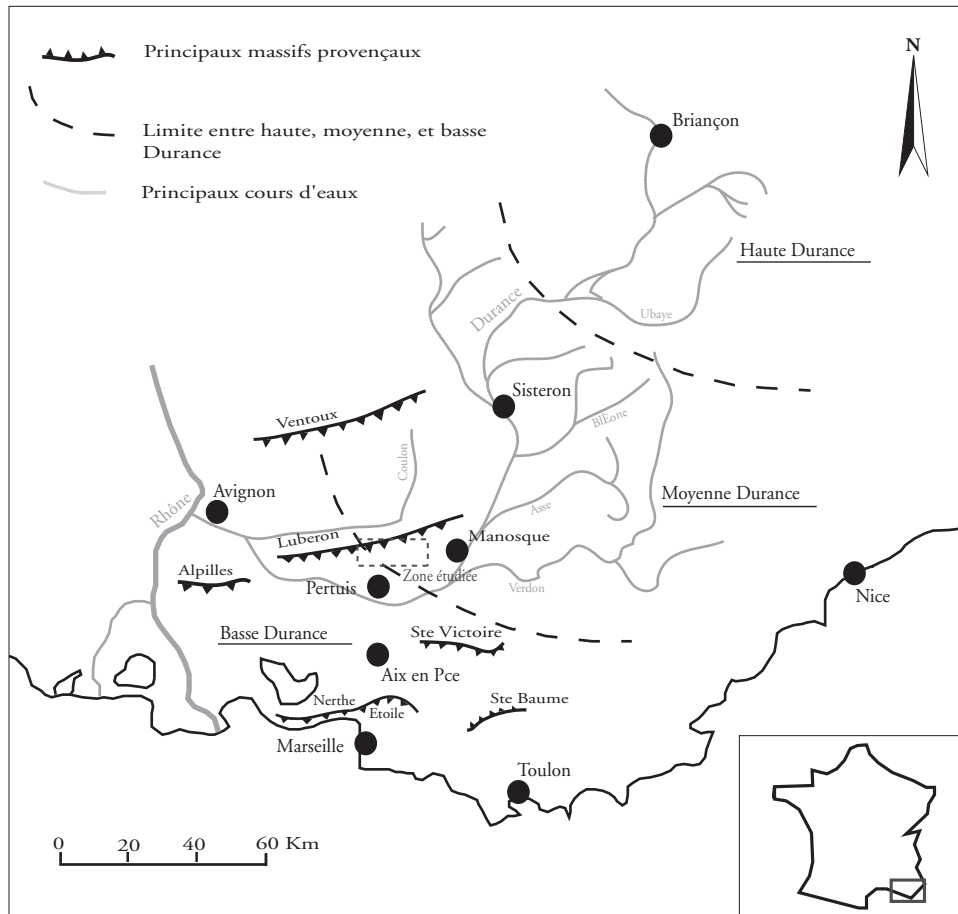 Principaux massifs provençaux
Limite entre haute, moyenne, et basse
Durance
Principaux cours d'eaux
N
Briançon
Haute Durance
Durance
Ubaye
Sisteron
Ventoux
BlÈone
Coulon
Avignon
Rhône
Asse
Moyenne Durance
Luberon
Manosque
Alpilles
Zone étudiée
Pertuis
Verdon
Nice
Basse Durance
Ste Victoire
Aix en Pce
Nerthe
Etoile
Ste Baume
Marseille
Toulon
0 20 40 60 Km